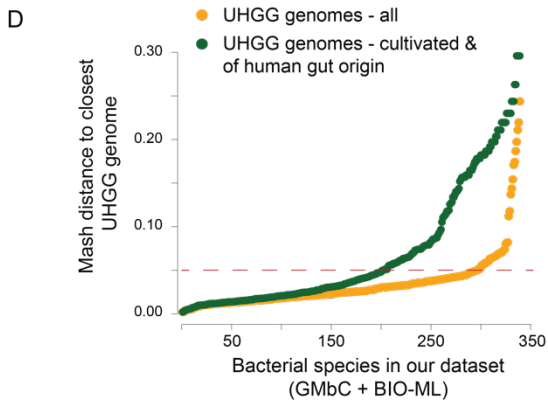 D
UHGG genomes - all
UHGG genomes - cultivated &
of human gut origin
Mash distance to closest
UHGG genome
0.30
0.20
0.10
0.00
50
150
250
350
Bacterial species in our dataset
(GMbC + BIO-ML)